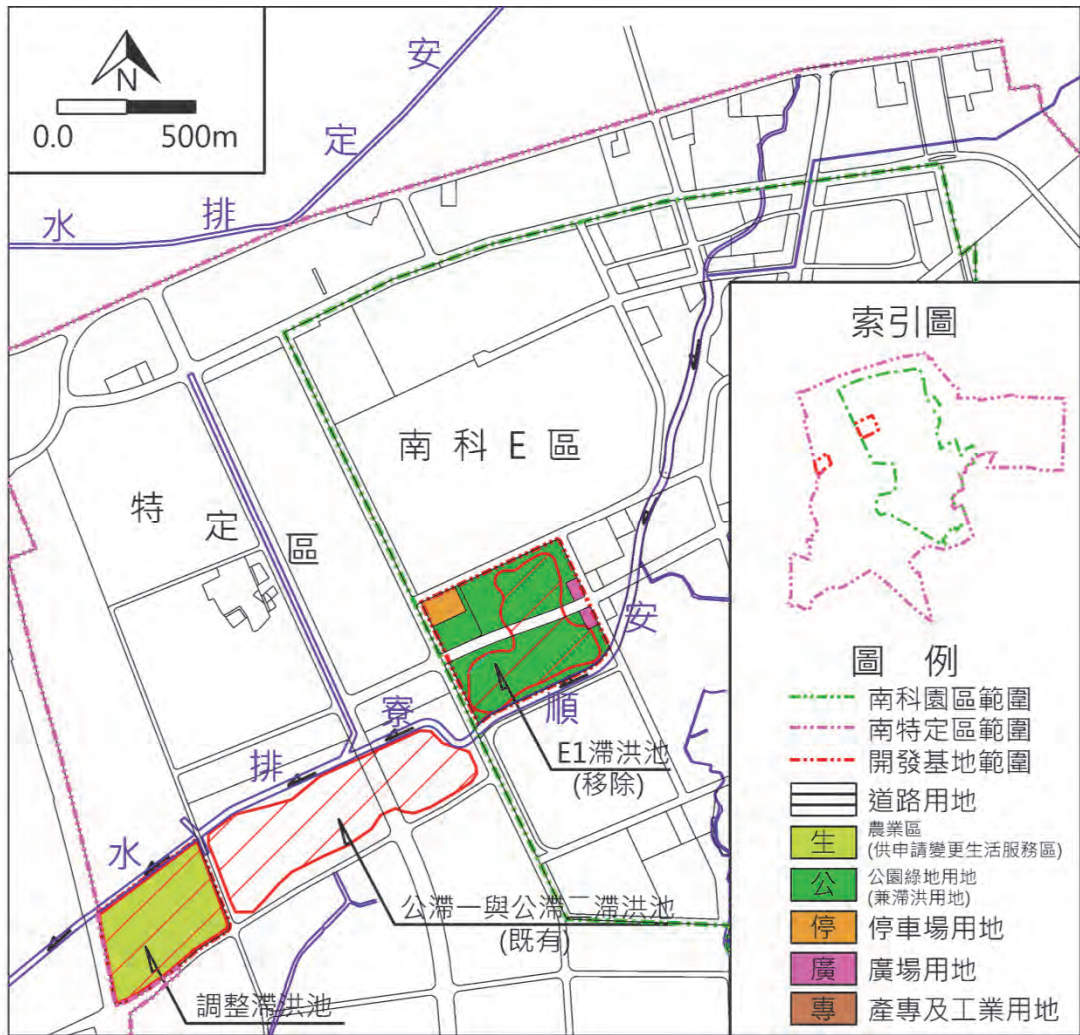 N
0.0 500m
安
定
排
水
特定區
南科E區
安
順
寮
排
水
E1滯洪池
(移除)
公滯一與公滯二滯洪池
(既有)
調整滯洪池
索引圖
圖例
南科園區範圍
南特定區範圍
開發基地範圍
道路用地
生 農業區
(供申請變更生活服務區)
公 公園綠地用地
(兼滯洪用地)
停 停車場用地
廣 廣場用地
專 產專及工業用地